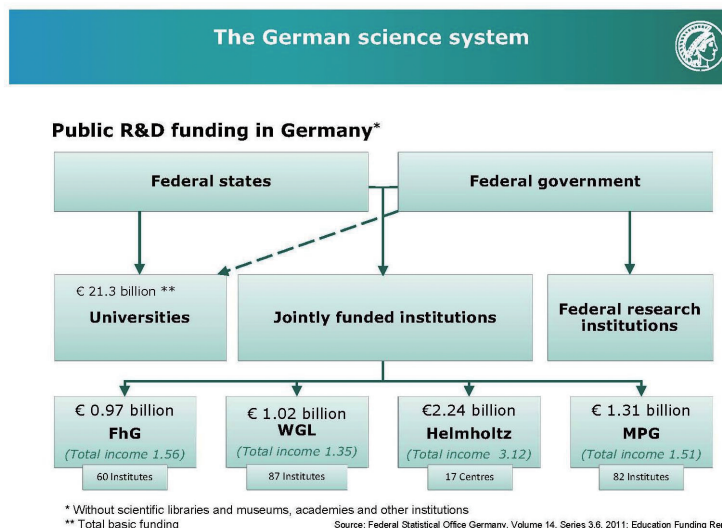 The German science system
Public R&D funding in Germany*
Federal states
Federal government
€ 21.3 billion **
Universities
Jointly funded institutions
Federal research
institutions
€ 0.97 billion
FhG
(Total income 1.56)
60 Institutes
€ 1.02 billion
WGL
(Total income 1.35)
87 Institutes
€2.24 billion
Helmholtz
(Total income 3.12)
17 Centres
€ 1.31 billion
MPG
(Total income 1.51)
82 Institutes
* Without scientific libraries and museums, academies and other institutions
** Total basic funding
Source: Federal Statistical Office Germany, Volume 14, Series 3.6, 2011; Education Funding